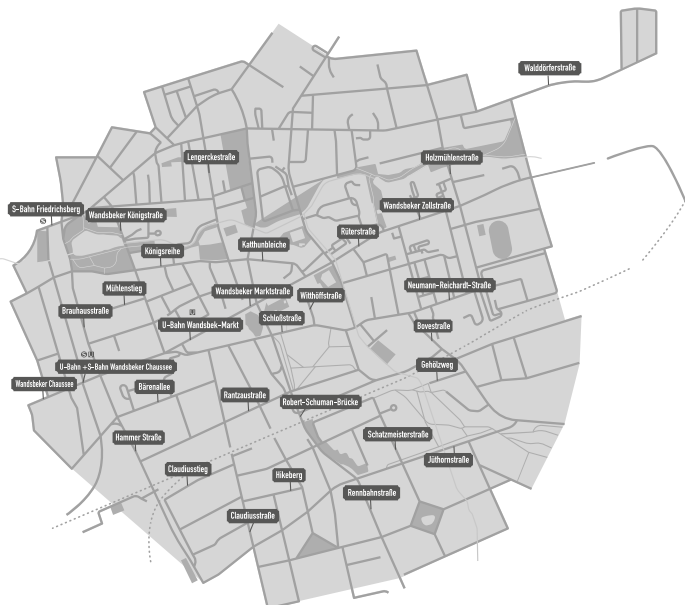 Walddörferstraße
Lengerckestraße
Holzmühlenstraße
S-Bahn Friedrichsberg
Wandsbeker Königstraße
Wandsbeker Zollstraße
Rüterstraße
Königsreihe
Katthunbleiche
Mühlenstieg
Wandsbeker Marktstraße
Witthöffstraße
Neumann-Reichardt-Straße
Brauhausstraße
U-Bahn Wandsbek-Markt
Schloßstraße
Bovestraße
U-Bahn +S-Bahn Wandsbeker Chaussee
Gehölzweg
Wandsbeker Chaussee
Bärenallee
Rantzaustraße
Robert-Schuman-Brücke
Hammer Straße
Schatzmeisterstraße
Jüthornstraße
Claudiusstieg
Hikeberg
Rennbahnstraße
Claudiusstraße